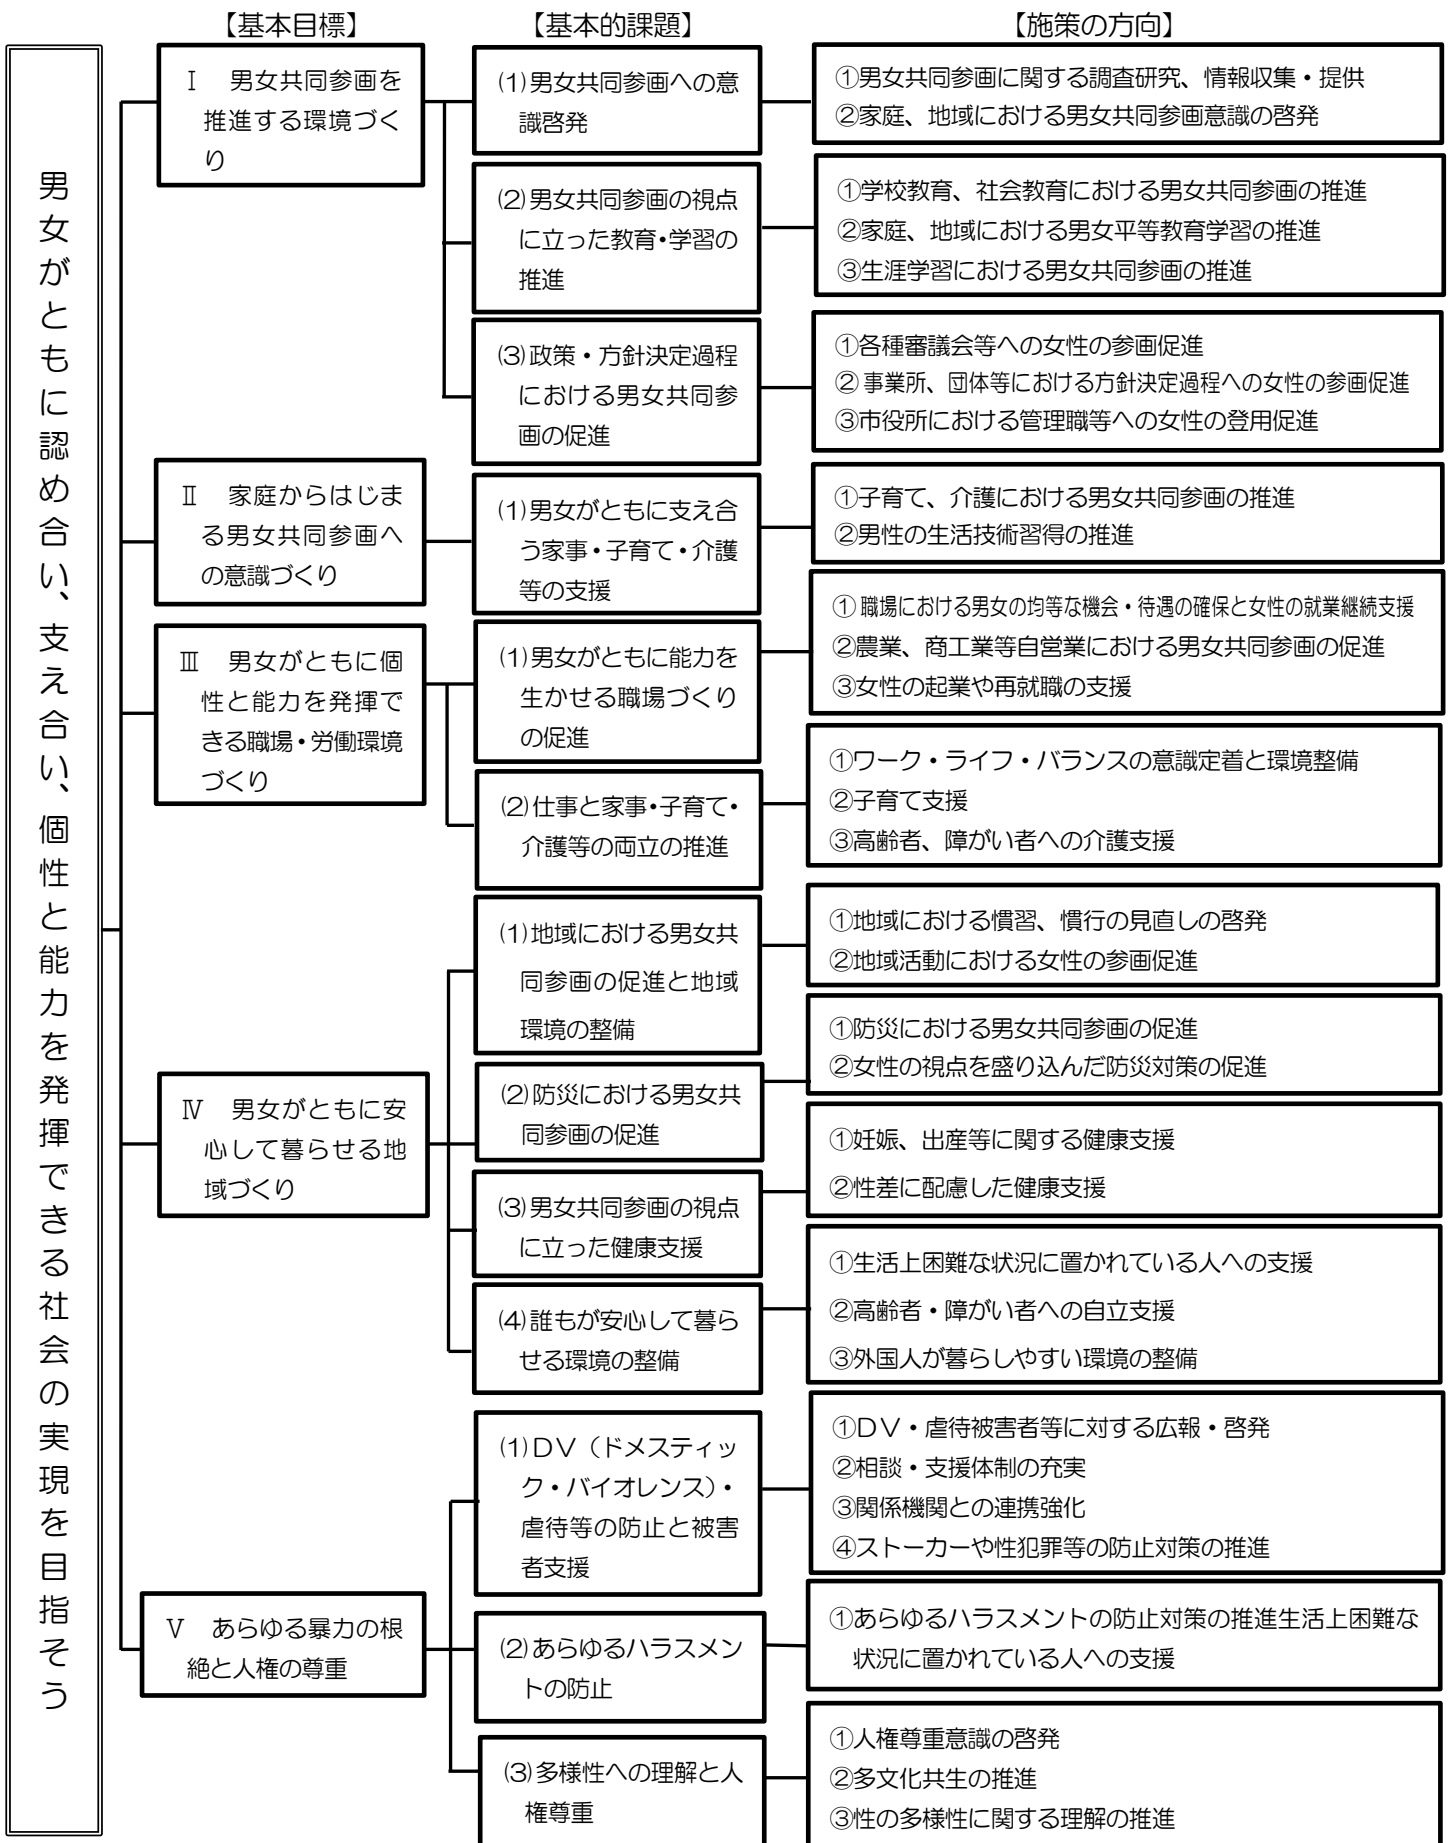 【基本目標】
【基本的課題】
【施策の方向】
男女がともに認め合い、支え合い、個性と能力を発揮できる社会の実現を目指そう
Ⅰ　男女共同参画を
推進する環境づく
り
(1)男女共同参画への意
識啓発
①男女共同参画に関する調査研究、情報収集・提供
②家庭、地域における男女共同参画意識の啓発
(2)男女共同参画の視点
に立った教育・学習の
推進
①学校教育、社会教育における男女共同参画の推進
②家庭、地域における男女平等教育学習の推進
③生涯学習における男女共同参画の推進
(3)政策・方針決定過程
における男女共同参
画の促進
①各種審議会等への女性の参画促進
②事業所、団体等における方針決定過程への女性の参画促進
③市役所における管理職等への女性の登用促進
Ⅱ　家庭からはじま
る男女共同参画へ
の意識づくり
(1)男女がともに支え合
う家事・子育て・介護
等の支援
①子育て、介護における男女共同参画の推進
②男性の生活技術習得の推進
Ⅲ　男女がともに個
性と能力を発揮で
きる職場・労働環境
づくり
(1)男女がともに能力を
生かせる職場づくり
の促進
①職場における男女の均等な機会・待遇の確保と女性の就業継続支援
②農業、商工業等自営業における男女共同参画の促進
③女性の起業や再就職の支援
(2)仕事と家事・子育て・
介護等の両立の推進
①ワーク・ライフ・バランスの意識定着と環境整備
②子育て支援
③高齢者、障がい者への介護支援
Ⅳ　男女がともに安
心して暮らせる地
域づくり
(1)地域における男女共
同参画の促進と地域
環境の整備
①地域における慣習、慣行の見直しの啓発
②地域活動における女性の参画促進
(2)防災における男女共
同参画の促進
①防災における男女共同参画の促進
②女性の視点を盛り込んだ防災対策の促進
(3)男女共同参画の視点
に立った健康支援
①妊娠、出産等に関する健康支援
②性差に配慮した健康支援
(4)誰もが安心して暮ら
せる環境の整備
①生活上困難な状況に置かれている人への支援
②高齢者・障がい者への自立支援
③外国人が暮らしやすい環境の整備
Ⅴ　あらゆる暴力の根
絶と人権の尊重
(1)ＤＶ（ドメスティッ
ク・バイオレンス）・
虐待等の防止と被害
者支援
①ＤＶ・虐待被害者等に対する広報・啓発
②相談・支援体制の充実
③関係機関との連携強化
④ストーカーや性犯罪等の防止対策の推進
(2)あらゆるハラスメン
トの防止
①あらゆるハラスメントの防止対策の推進生活上困難な
状況に置かれている人への支援
(3)多様性への理解と人
権尊重
①人権尊重意識の啓発
②多文化共生の推進
③性の多様性に関する理解の推進